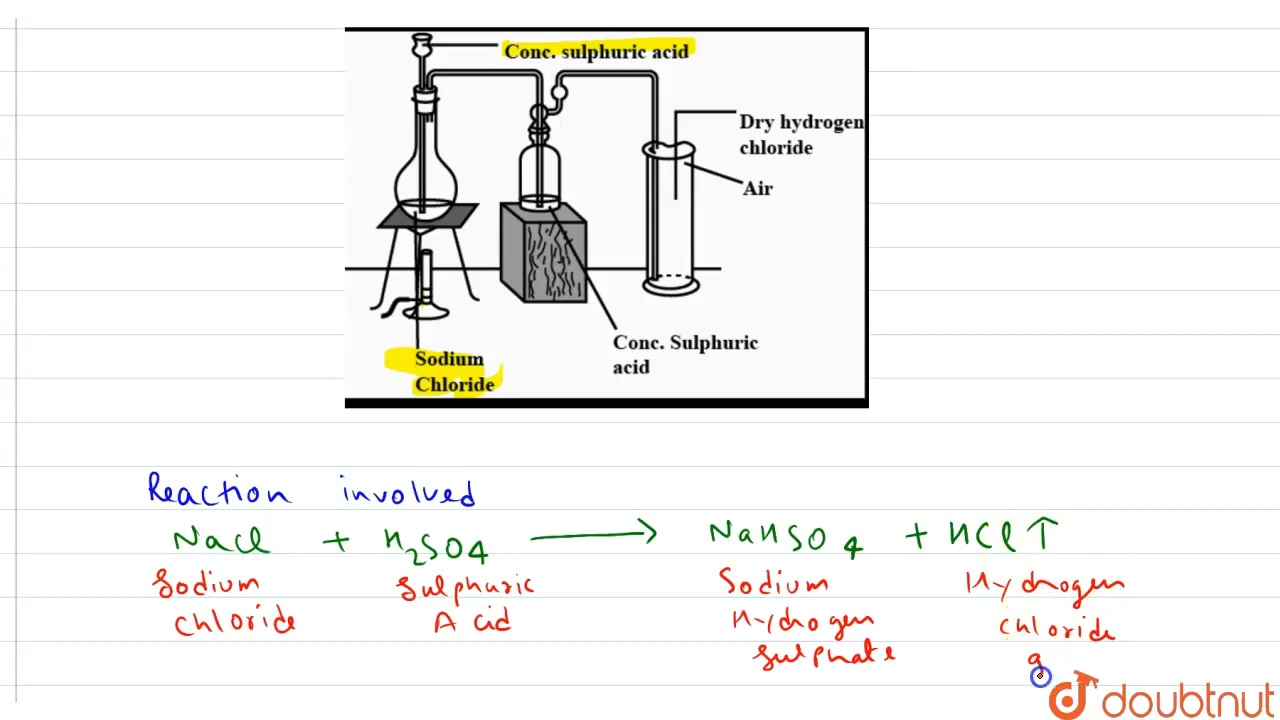 Conc. sulphuric acid
Dry hydrogen
chloride
Air
Conc. Sulphuric
acid
Sodium
Chloride
Reaction involved
NaCl + H2SO4 ⟶ NaHSO4 + HCl↑
Sodium Sulphuric Sodium Hydrogen
Chloride Acid Hydrogen chloride
Sulphate g
doubtnut